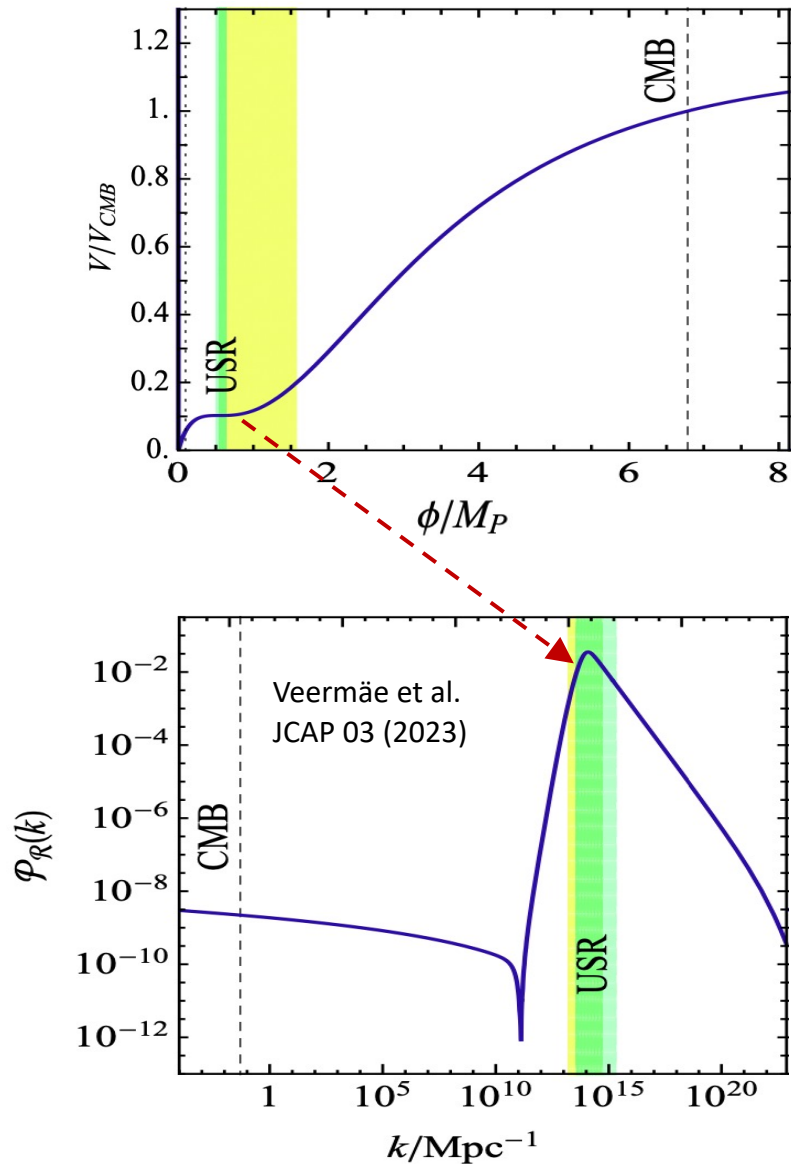 1.2
1.
0.8
0.6
0.4
0.2
0.
V/V_{CMB}
USR
CMB
0 2 4 6 8
ϕ/M_P
10^{-2}
10^{-4}
10^{-6}
10^{-8}
10^{-10}
10^{-12}
𝒫_ℛ(k)
Veermäe et al.
JCAP 03 (2023)
CMB
USR
1 10^5 10^{10} 10^{15} 10^{20}
k/Mpc^{-1}